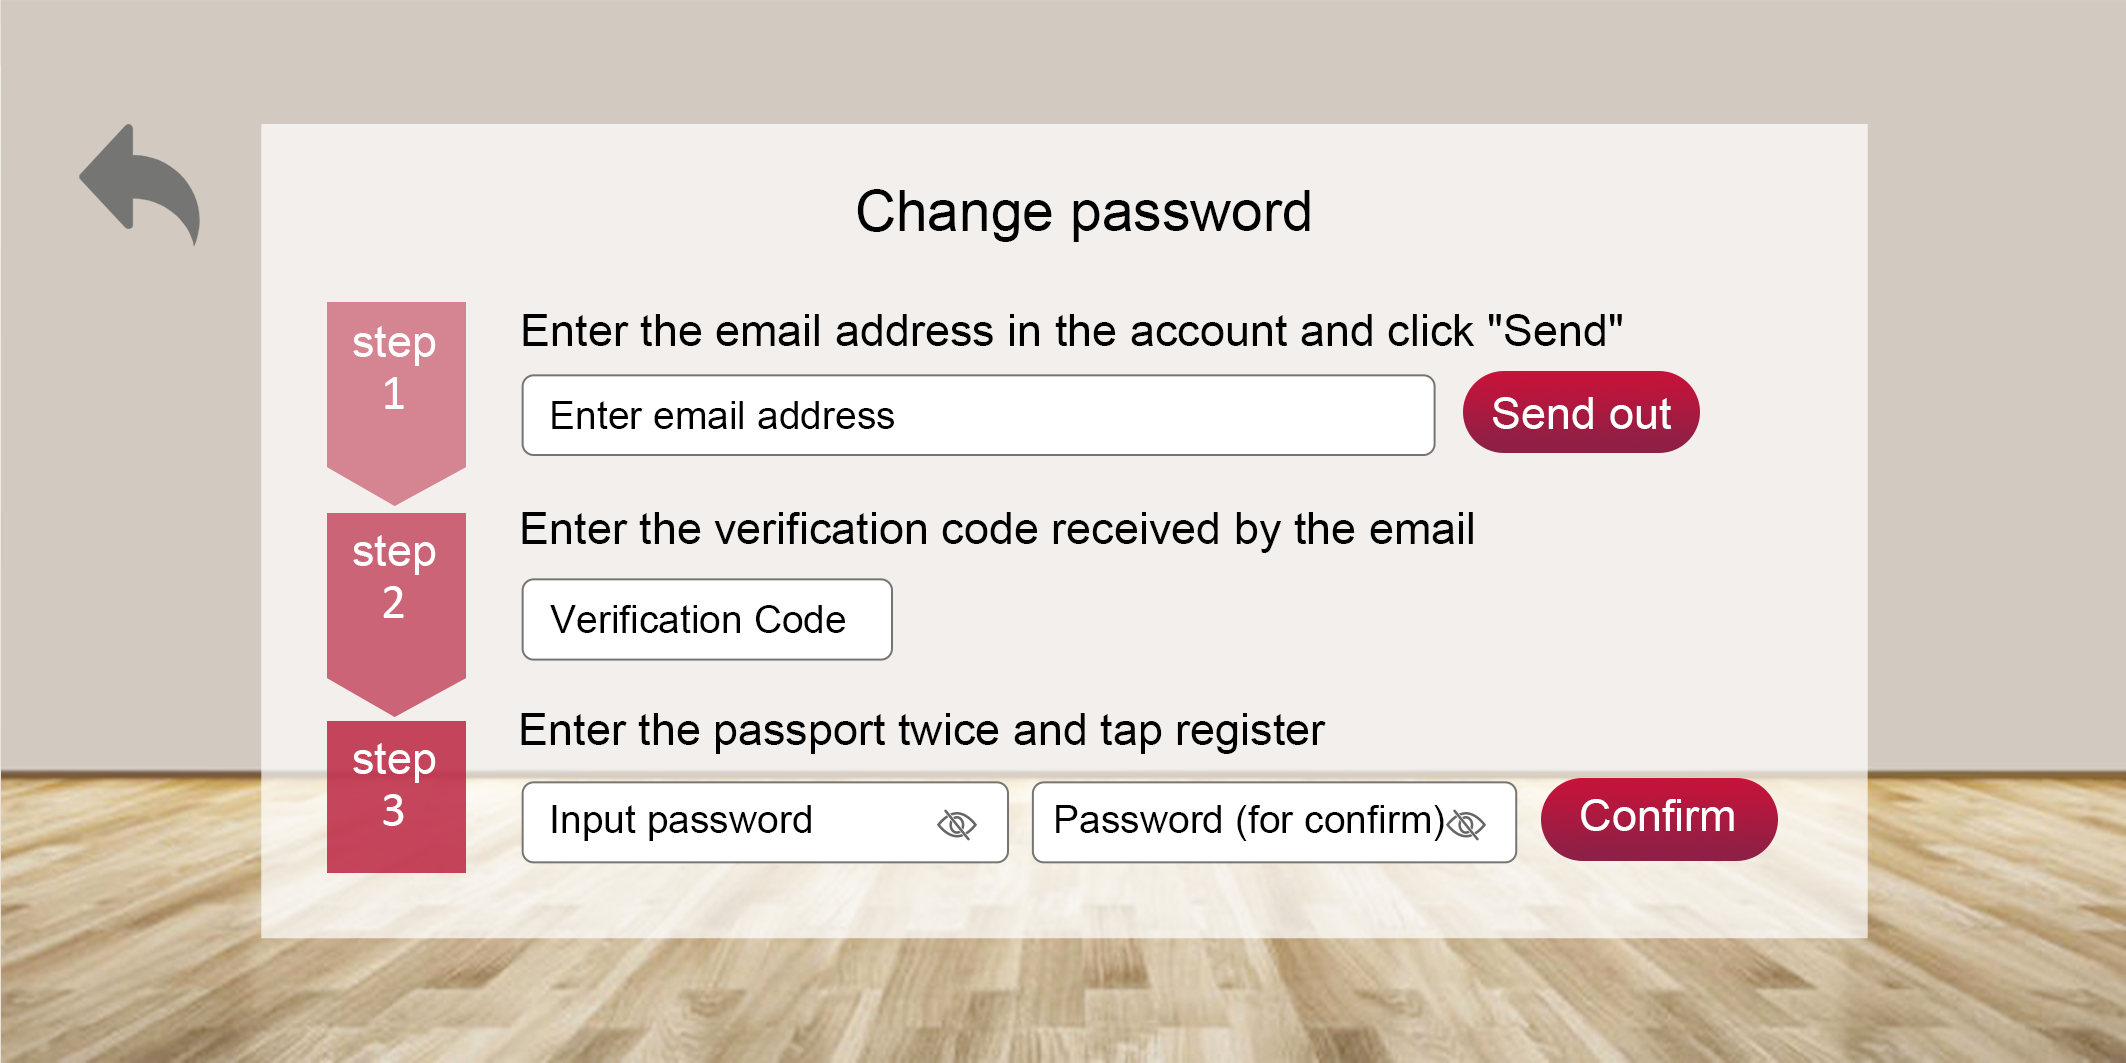 Change password
step
1
Enter the email address in the account and click "Send"
Enter email address
Send out
step
2
Enter the verification code received by the email
Verification Code
step
3
Enter the passport twice and tap register
Input password
Password (for confirm)
Confirm